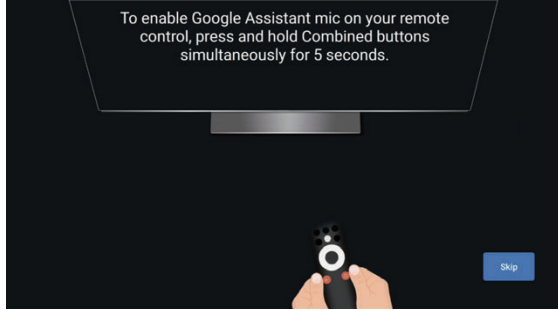 To enable Google Assistant mic on your remote
control, press and hold Combined buttons
simultaneously for 5 seconds.
Skip